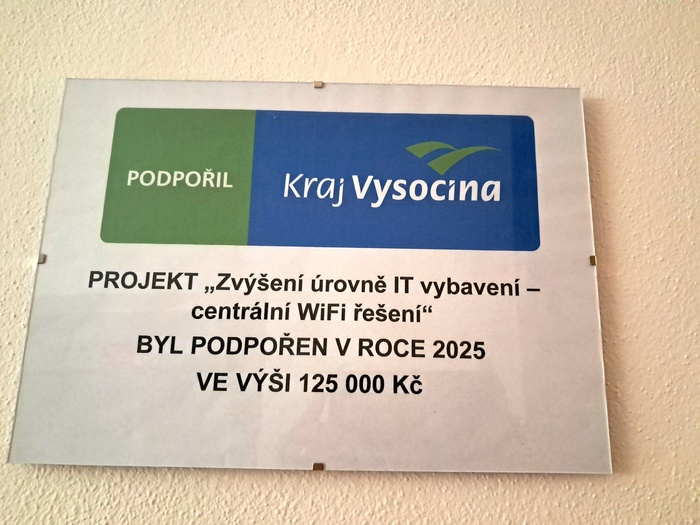 PODPOŘIL
Kraj Vysočina
PROJEKT „Zvýšení úrovně IT vybavení –
centrální WiFi řešení“
BYL PODPOŘEN V ROCE 2025
VE VÝŠI 125 000 Kč